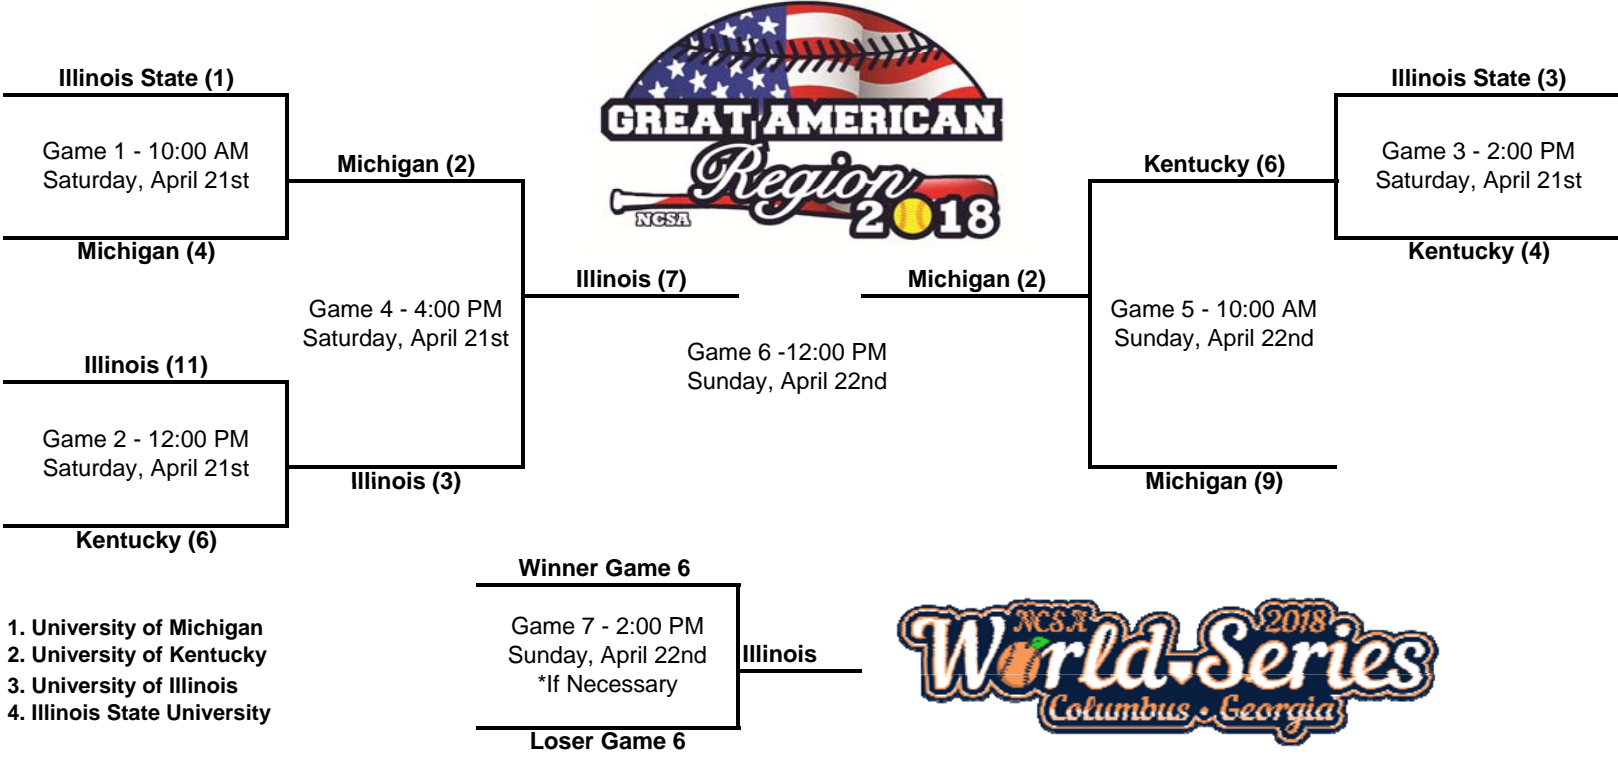 Illinois State (1)
Game 1 - 10:00 AM
Saturday, April 21st
Michigan (4)
Michigan (2)
Game 4 - 4:00 PM
Saturday, April 21st
Illinois (11)
Game 2 - 12:00 PM
Saturday, April 21st
Kentucky (6)
Illinois (3)
Illinois (7)
GREAT AMERICAN
Region
NCSA
2018
Michigan (2)
Game 6 -12:00 PM
Sunday, April 22nd
Kentucky (6)
Game 5 - 10:00 AM
Sunday, April 22nd
Michigan (9)
Illinois State (3)
Game 3 - 2:00 PM
Saturday, April 21st
Kentucky (4)
1. University of Michigan
2. University of Kentucky
3. University of Illinois
4. Illinois State University
Winner Game 6
Game 7 - 2:00 PM
Sunday, April 22nd
*If Necessary
Loser Game 6
Illinois
NCSA 2018
World Series
Columbus • Georgia